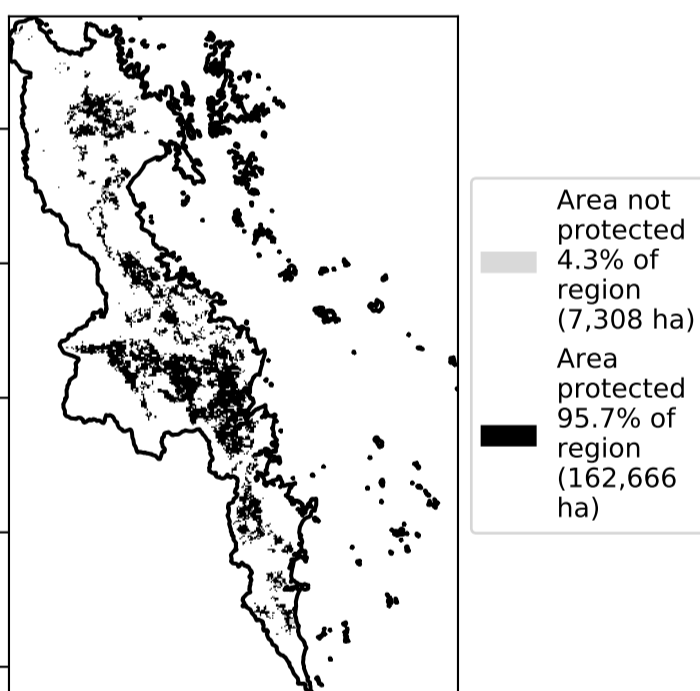 Area not
protected
4.3% of
region
(7,308 ha)
Area
protected
95.7% of
region
(162,666
ha)